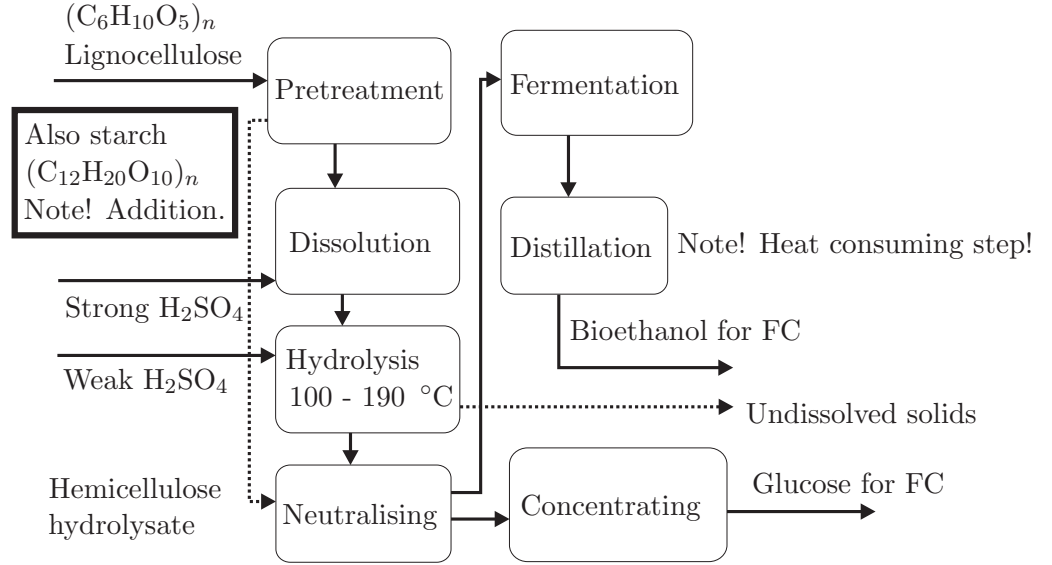 (C₆H₁₀O₅)ₙ
Lignocellulose
Pretreatment
Fermentation
Also starch
(C₁₂H₂₀O₁₀)ₙ
Note! Addition.
Dissolution
Distillation
Note! Heat consuming step!
Strong H₂SO₄
Bioethanol for FC
Hydrolysis
100 - 190 °C
Weak H₂SO₄
Undissolved solids
Hemicellulose
hydrolysate
Neutralising
Concentrating
Glucose for FC